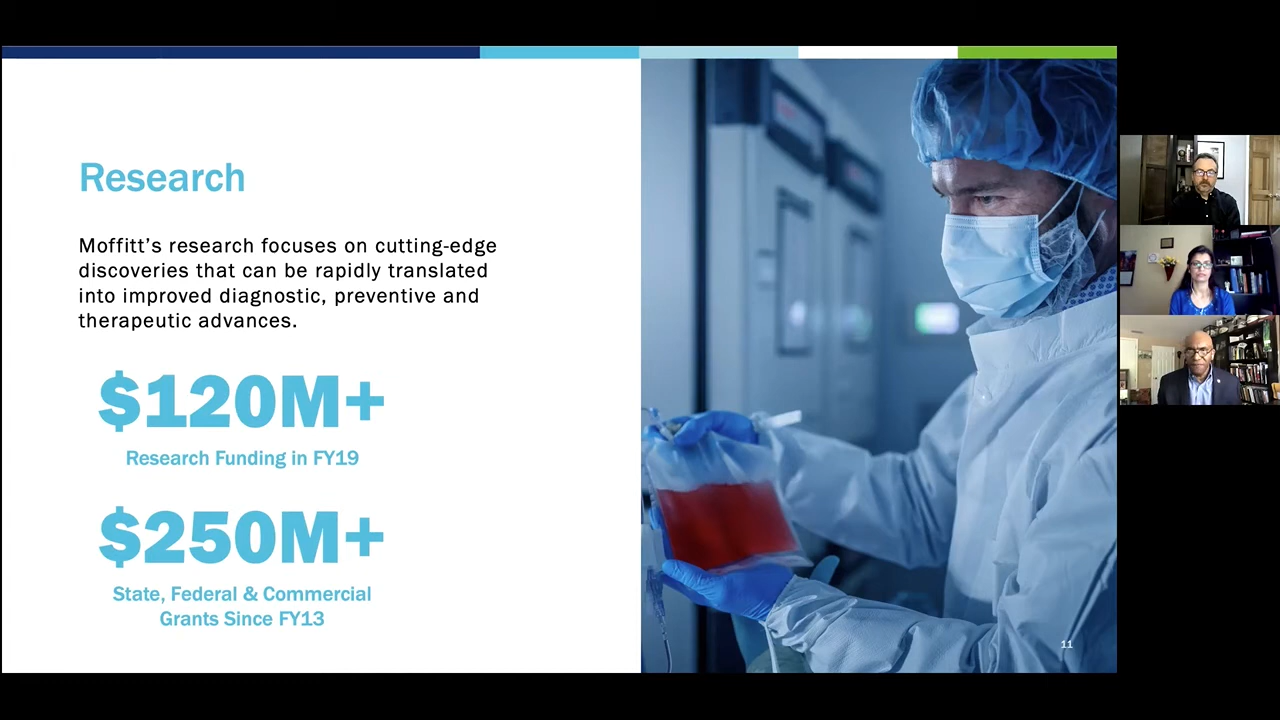 Research
Moffitt’s research focuses on cutting-edge
discoveries that can be rapidly translated
into improved diagnostic, preventive and
therapeutic advances.
$120M+
Research Funding in FY19
$250M+
State, Federal & Commercial
Grants Since FY13
11